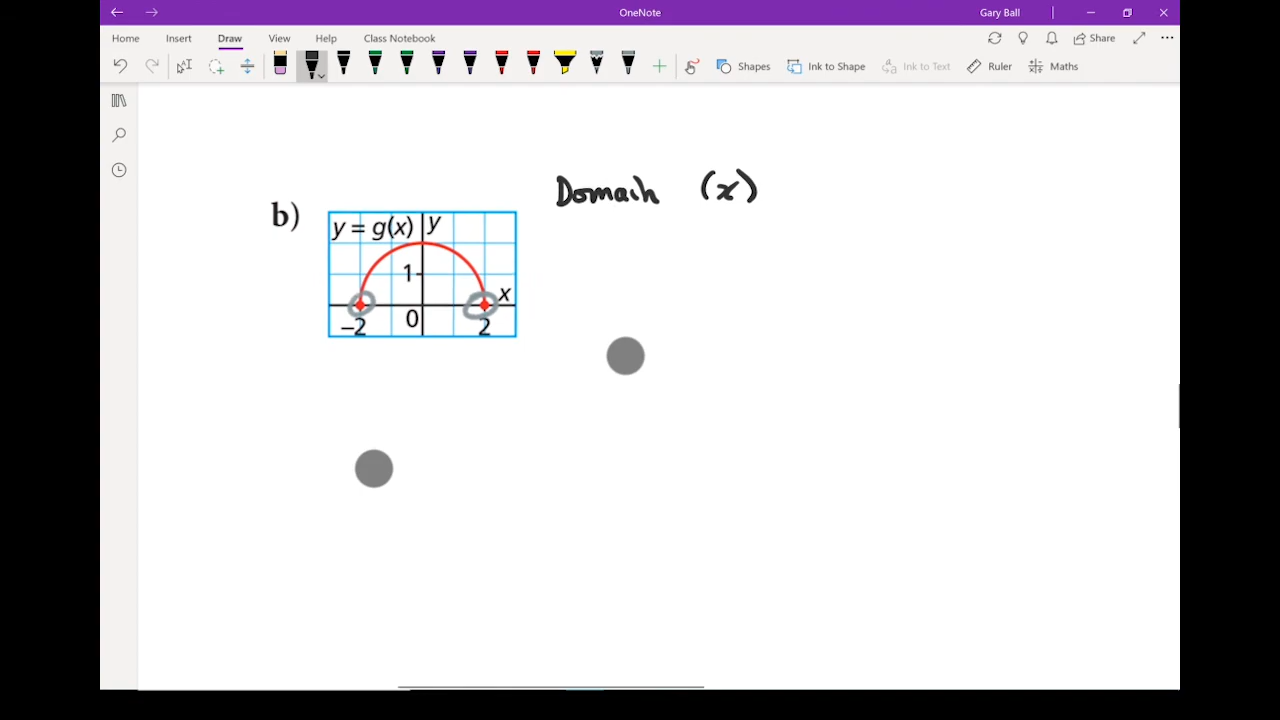 OneNote
Gary Ball
Home Insert Draw View Help Class Notebook
Share
Shapes Ink to Shape Ink to Text Ruler Maths
Domain (x)
b)
y = g(x) y
1
x
-2 0 2